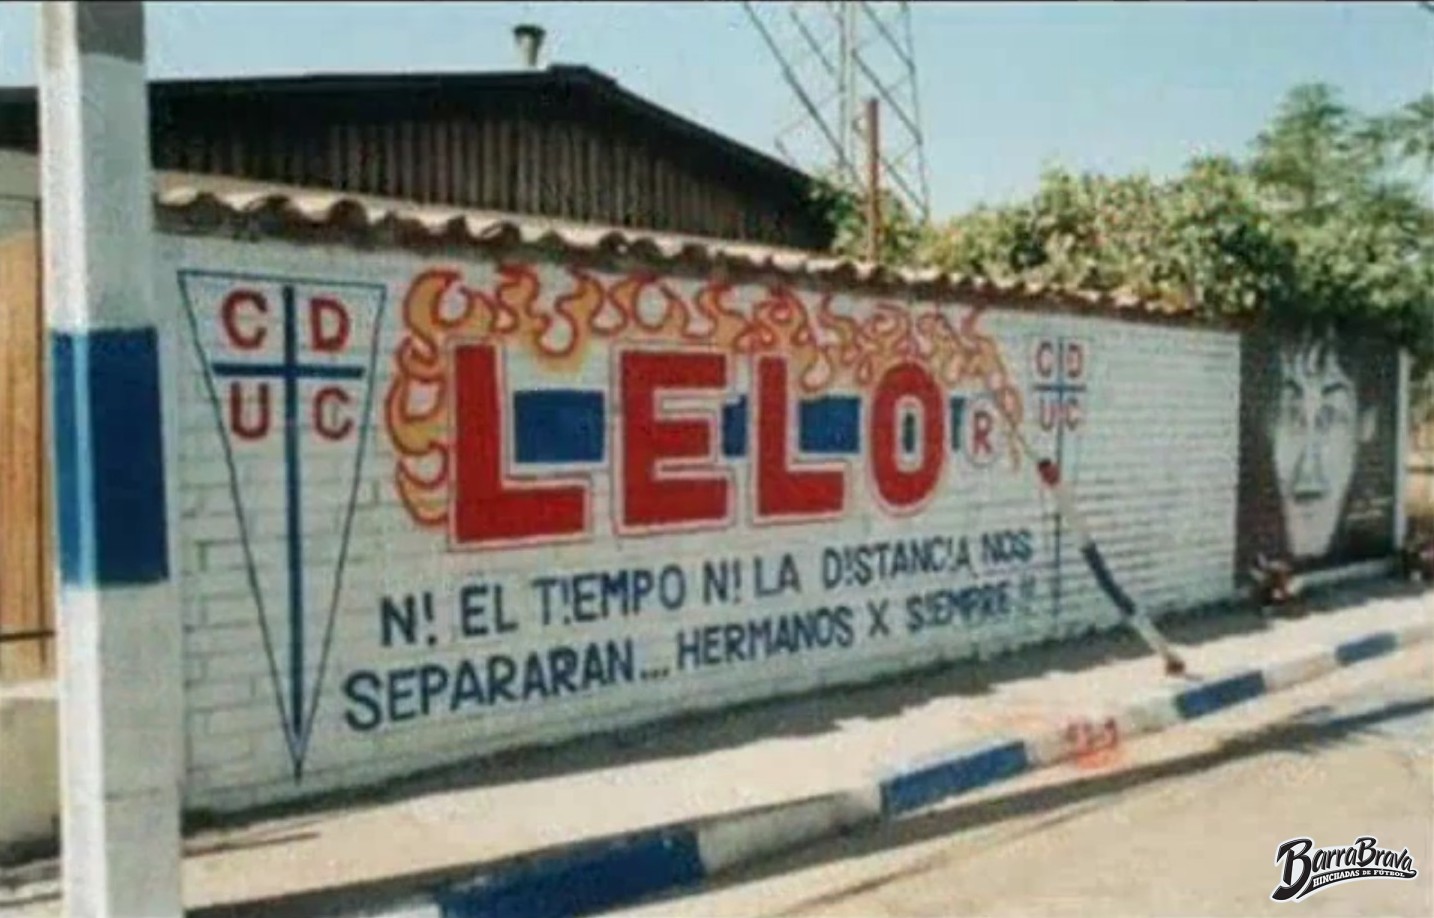 C D
U C
LELO
R
C D
U C
N! EL T!EMPO N! LA D!STANC!A NOS
SEPARARAN... HERMANOS X S!EMPRE!!
BarraBrava
HINCHADAS DE FÚTBOL